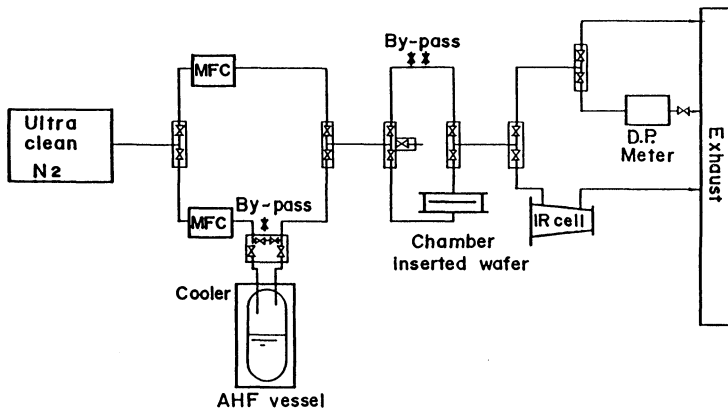 Ultra
clean
N2
MFC
MFC
By-pass
Cooler
AHF vessel
By-pass
Chamber
inserted wafer
IR cell
D.P.
Meter
Exhaust